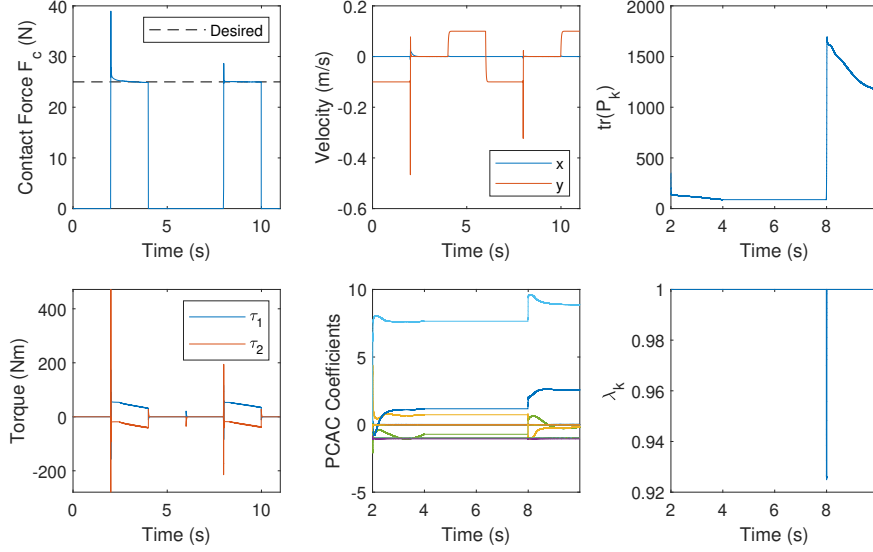 Contact Force F_c (N)
40
30
20
10
0
Desired
0
5
10
Time (s)
Velocity (m/s)
0.2
0
-0.2
-0.4
-0.6
x
y
0
5
10
Time (s)
tr(P_k)
2000
1500
1000
500
0
2
4
6
8
Time (s)
Torque (Nm)
400
200
0
-200
τ_1
τ_2
0
5
10
Time (s)
PCAC Coefficients
10
5
0
-5
2
4
6
8
Time (s)
λ_k
1
0.98
0.96
0.94
0.92
2
4
6
8
Time (s)